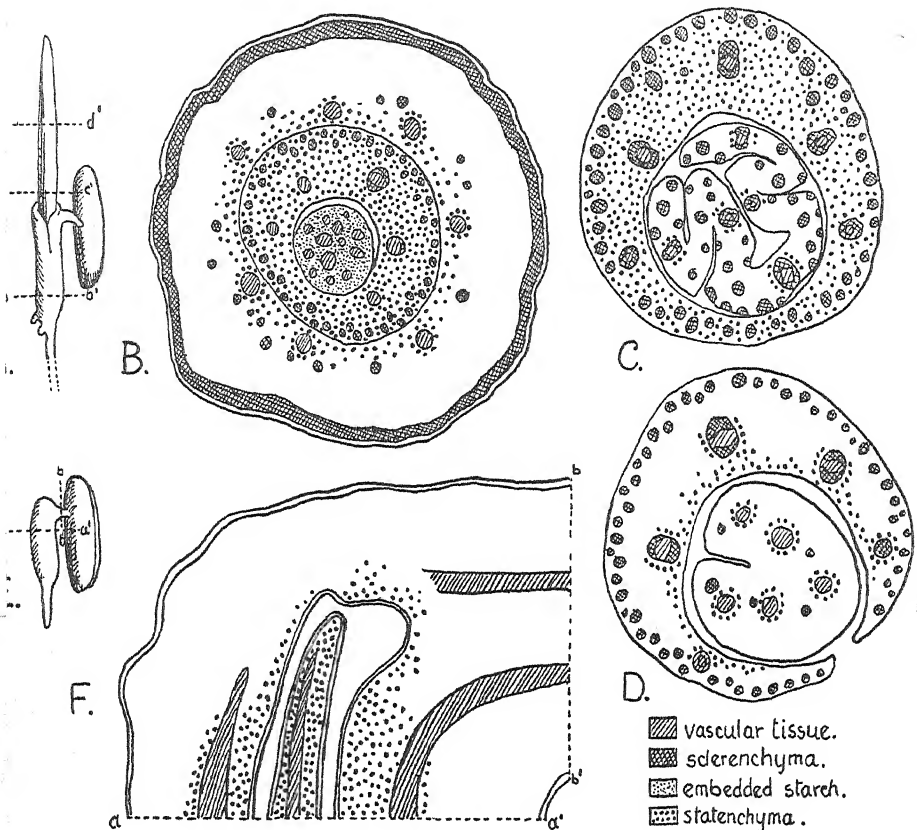 d'
c'
B.
C.
b'
D.
b
a'
F.
b
b'
a
a'
vascular tissue.
sclerenchyma.
embedded starch.
statenchyma.